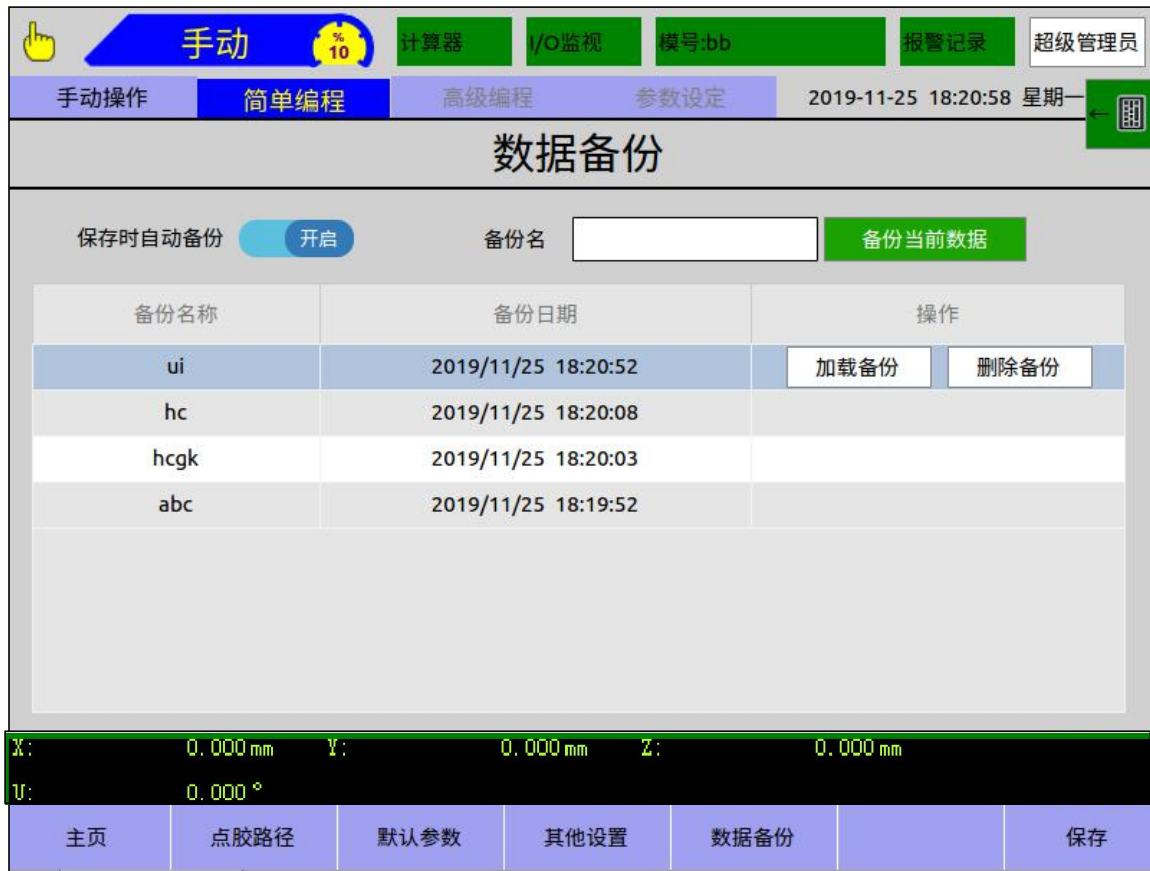 手动 % 10 计算器 I/O监视 模号:bb 报警记录 超级管理员
手动操作 简单编程 高级编程 参数设定 2019-11-25 18:20:58 星期一 ←
数据备份
保存时自动备份 开启 备份名 备份当前数据
备份名称 备份日期 操作
ui 2019/11/25 18:20:52 加载备份 删除备份
hc 2019/11/25 18:20:08
hcgk 2019/11/25 18:20:03
abc 2019/11/25 18:19:52
X: 0.000mm Y: 0.000mm Z: 0.000mm
U: 0.000°
主页 点胶路径 默认参数 其他设置 数据备份 保存